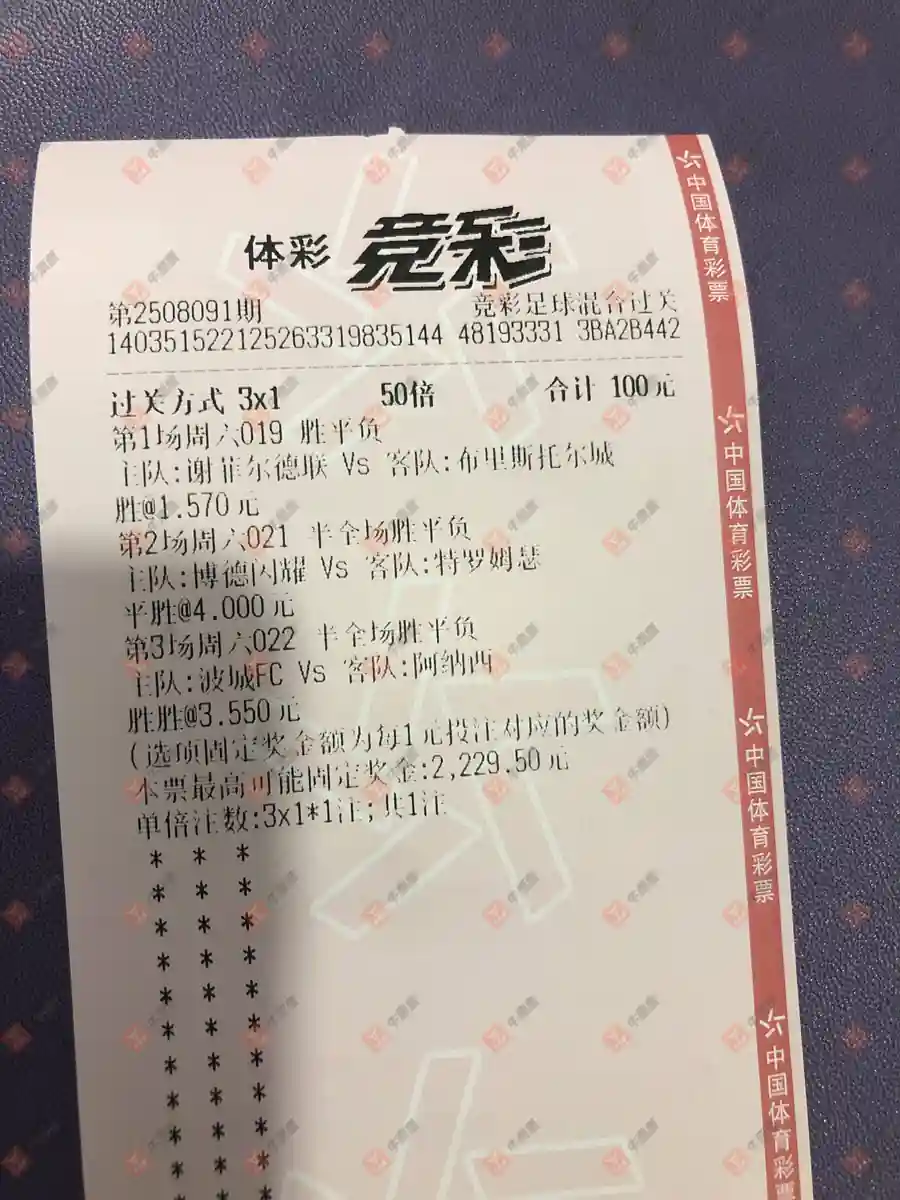 体彩 竞彩
第2508091期 竞彩足球混合过关
140351522125263319835144 48193331 3BA2B442
过关方式 3x1 50倍 合计 100元
第1场周六019 胜平负
主队:谢菲尔德联 Vs 客队:布里斯托尔城
胜@1.570元
第2场周六021 半全场胜平负
主队:博德闪耀 Vs 客队:特罗姆瑟
平胜@4.000元
第3场周六022 半全场胜平负
主队:波城FC Vs 客队:阿纳西
胜胜@3.550元
(选项固定奖金额为每1元投注对应的奖金额)
本票最高可能固定奖金:2,229.50元
单倍注数:3x1*1注;共1注
* * *
* * *
* * *
* * *
* * *
* * *
* * *
* * *
* * *
* * *
中国体育彩票
中国体育彩票
中国体育彩票
中国体育彩票